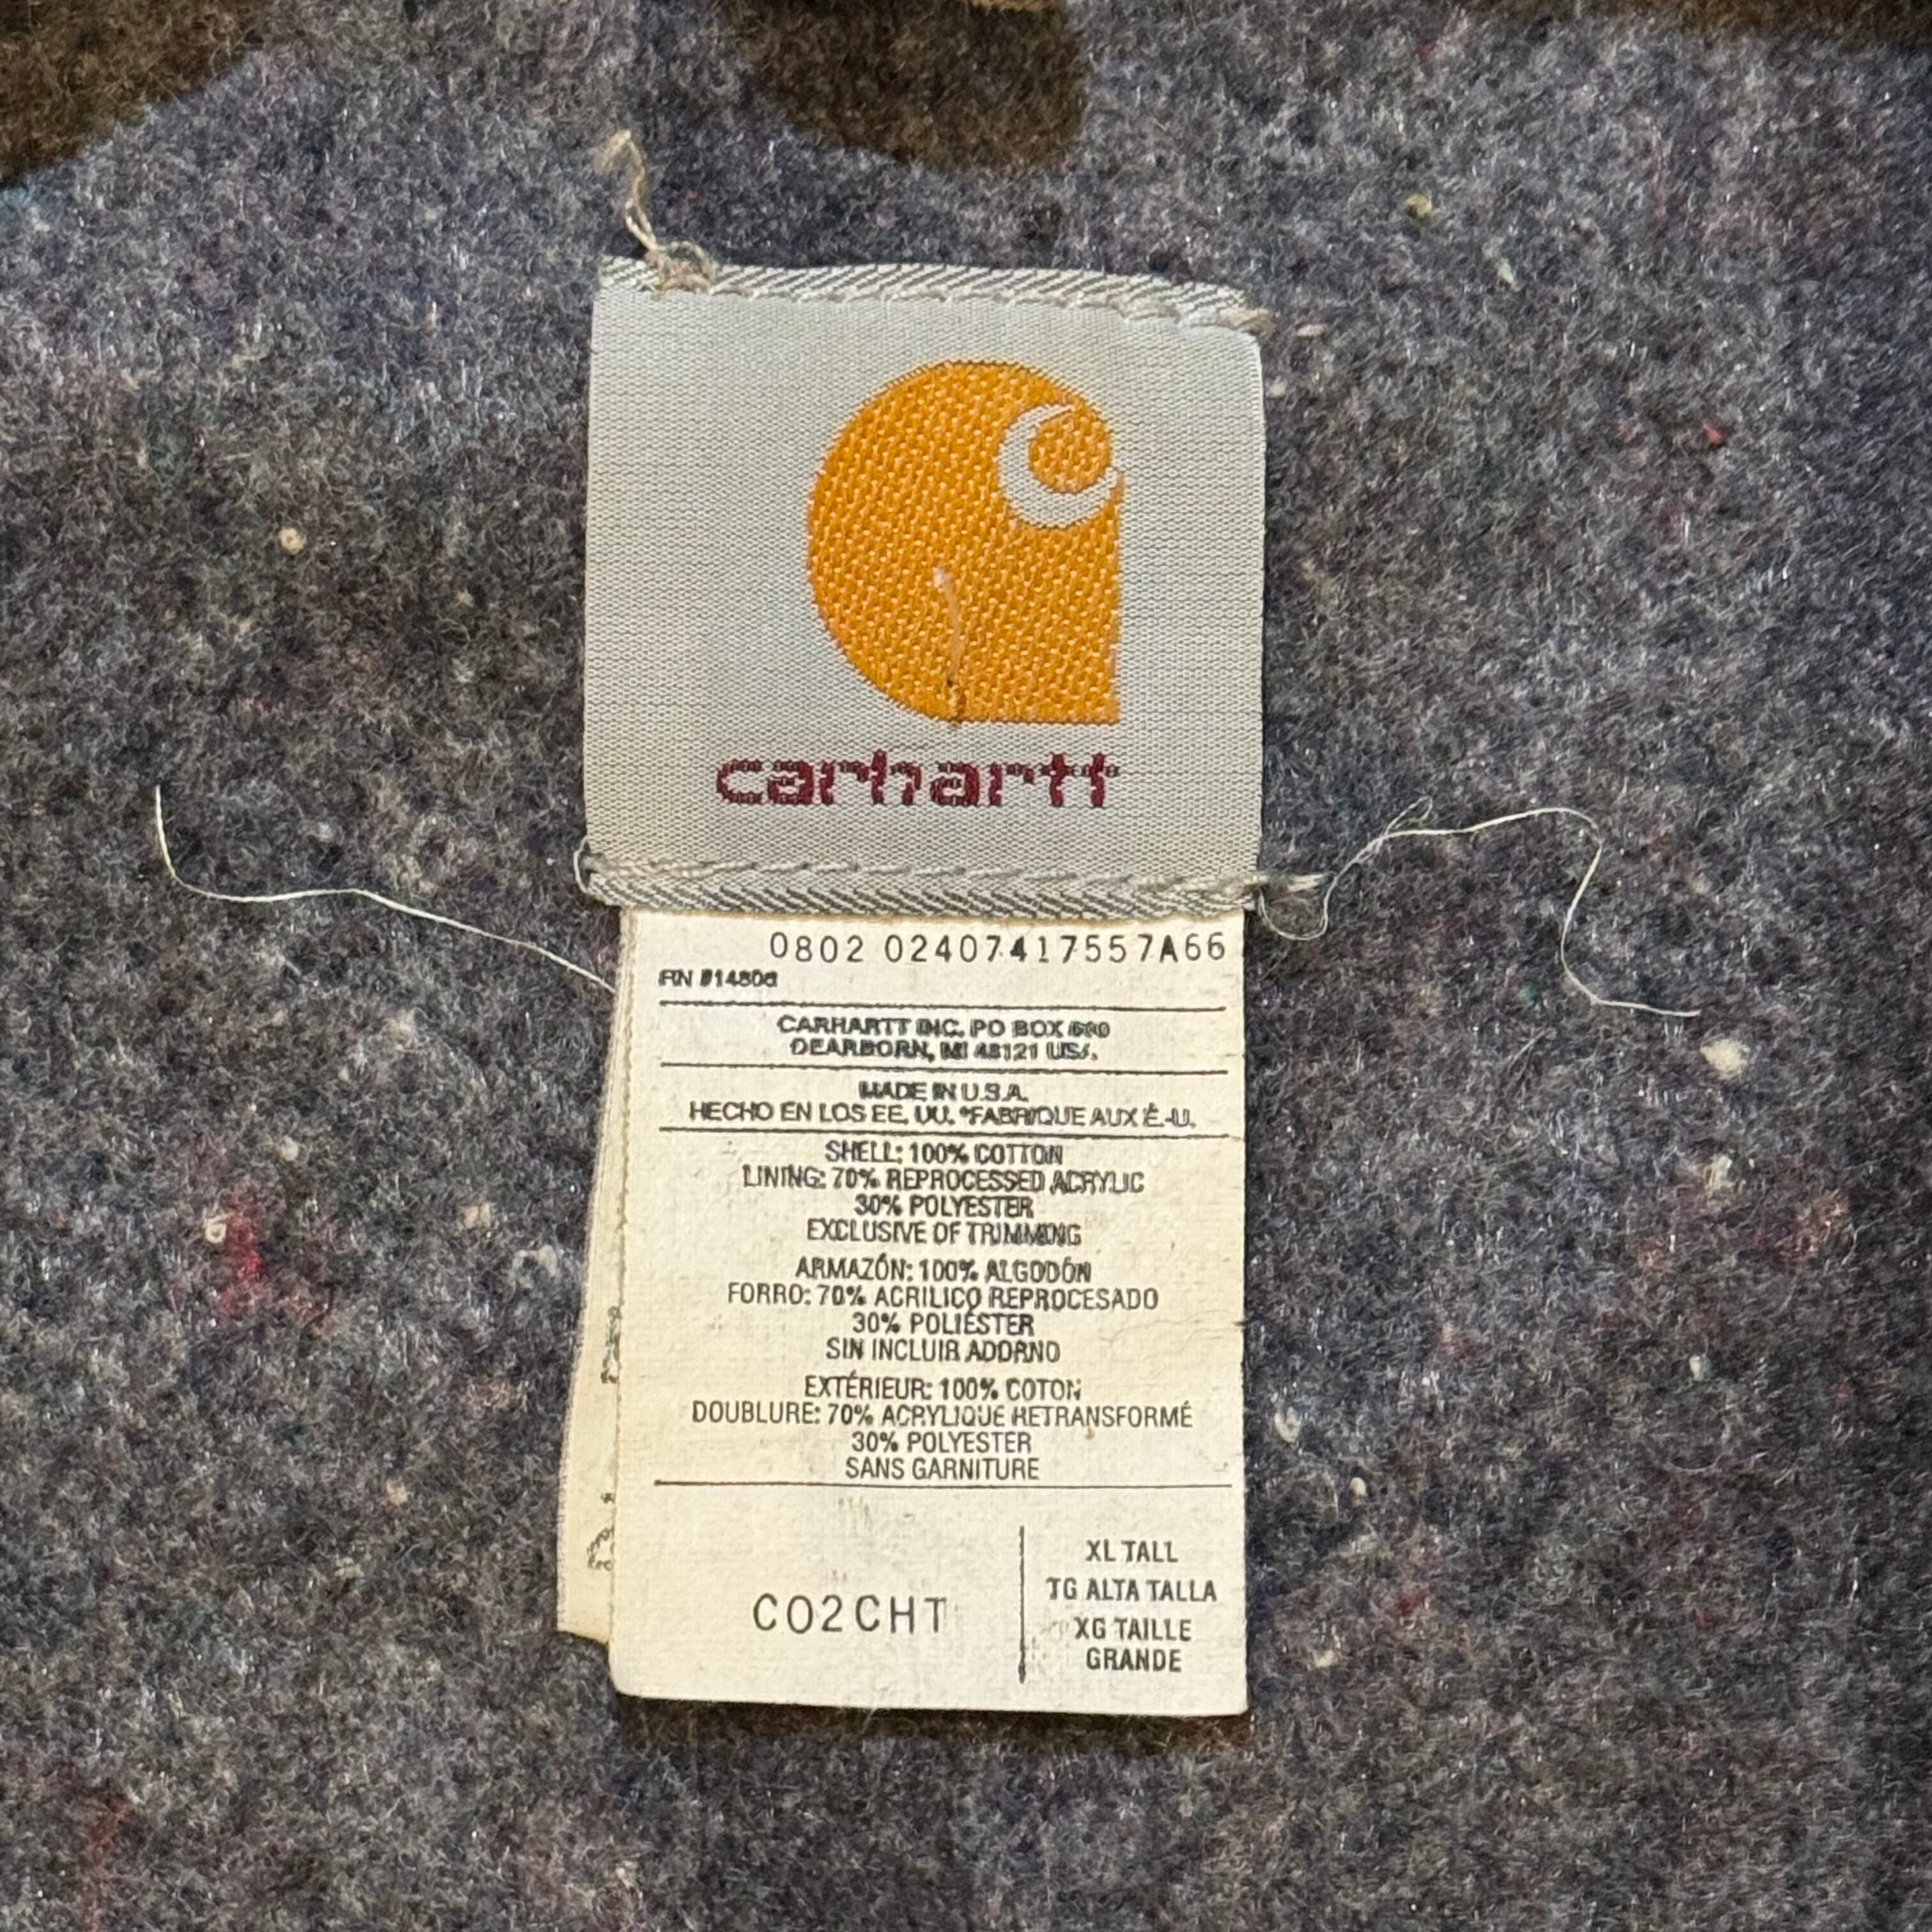 carhartt
0802 02407417557A66
RN #14806
CARHARTT INC. PO BOX 600
DEARBORN, MI 48121 USA.
MADE IN U.S.A.
HECHO EN LOS EE. UU. *FABRIQUE AUX É.-U.
SHELL: 100% COTTON
LINING: 70% REPROCESSED ACRYLIC
30% POLYESTER
EXCLUSIVE OF TRIMMING
ARMAZÓN: 100% ALGODÓN
FORRO: 70% ACRILICO REPROCESADO
30% POLIÉSTER
SIN INCLUIR ADORNO
EXTÉRIEUR: 100% COTON
DOUBLURE: 70% ACRYLIQUE RETRANSFORMÉ
30% POLYESTER
SANS GARNITURE
C02CHT
XL TALL
TG ALTA TALLA
XG TAILLE
GRANDE